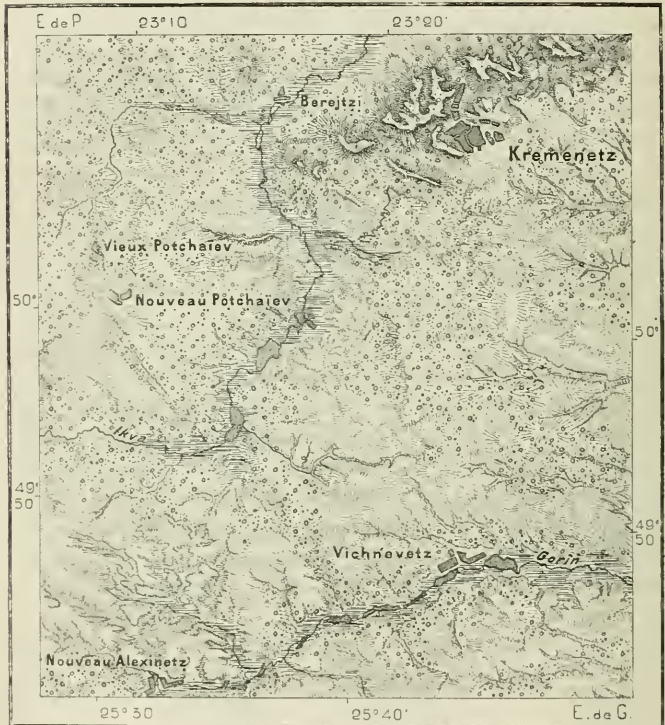 E de P. 23°10 23°20'
Berejtzi
Kremenetz
Vieux Potchaïev
50°
Nouveau Potchaïev
50°
Ikva
49°
50'
49°
50'
Vichnevetz
Gorin
Nouveau Alexinetz
25°30 25°40' E. de G.